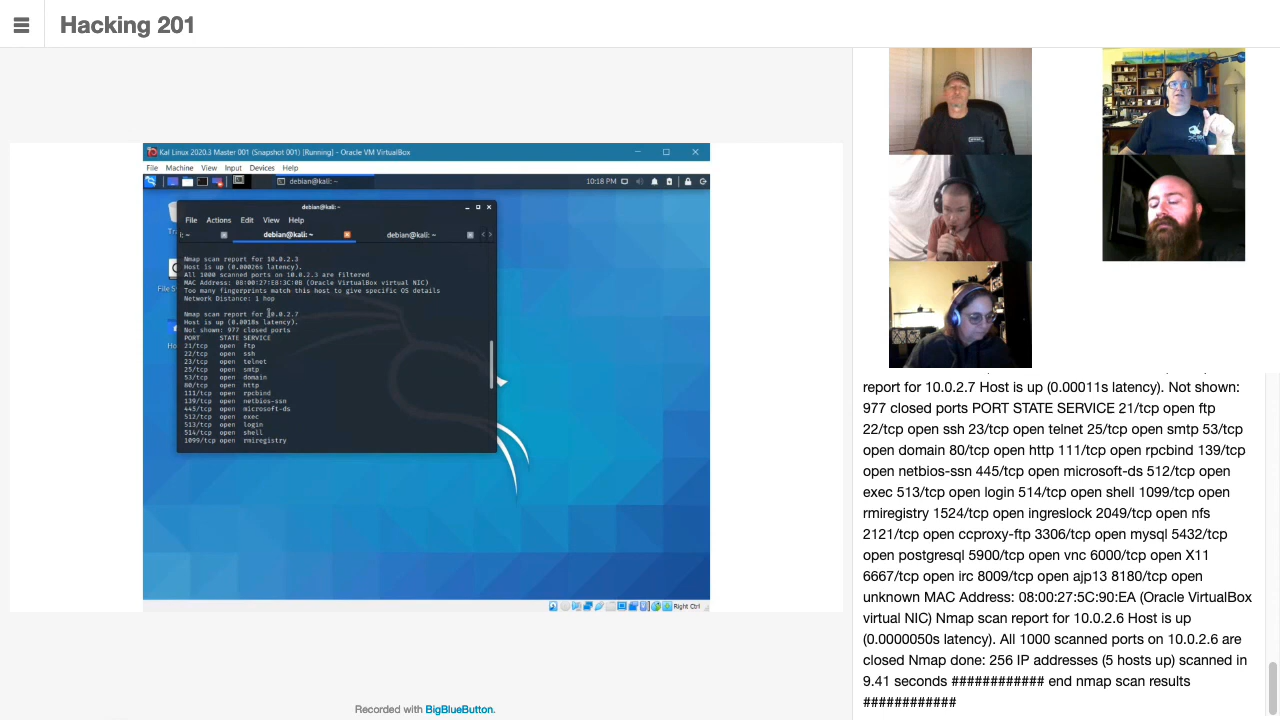 Hacking 201
Kali Linux 2020.3 Master 001 (Snapshot 001) [Running] - Oracle VM VirtualBox
File Machine View Input Devices Help
debian@kali: ~
10:18 PM
debian@kali: ~
File Actions Edit View Help
debian@kali: ~ debian@kali: ~
Nmap scan report for 10.0.2.3
Host is up (0.00026s latency).
All 1000 scanned ports on 10.0.2.3 are filtered
MAC Address: 08:00:27:E8:3C:0B (Oracle VirtualBox virtual NIC)
Too many fingerprints match this host to give specific OS details
Network Distance: 1 hop
Nmap scan report for 10.0.2.7
Host is up (0.0018s latency).
Not shown: 977 closed ports
PORT STATE SERVICE
21/tcp open ftp
22/tcp open ssh
23/tcp open telnet
25/tcp open smtp
53/tcp open domain
80/tcp open http
111/tcp open rpcbind
139/tcp open netbios-ssn
445/tcp open microsoft-ds
512/tcp open exec
513/tcp open login
514/tcp open shell
1099/tcp open rmiregistry
Right Ctrl
report for 10.0.2.7 Host is up (0.00011s latency). Not shown:
977 closed ports PORT STATE SERVICE 21/tcp open ftp
22/tcp open ssh 23/tcp open telnet 25/tcp open smtp 53/tcp
open domain 80/tcp open http 111/tcp open rpcbind 139/tcp
open netbios-ssn 445/tcp open microsoft-ds 512/tcp open
exec 513/tcp open login 514/tcp open shell 1099/tcp open
rmiregistry 1524/tcp open ingreslock 2049/tcp open nfs
2121/tcp open ccproxy-ftp 3306/tcp open mysql 5432/tcp
open postgresql 5900/tcp open vnc 6000/tcp open X11
6667/tcp open irc 8009/tcp open ajp13 8180/tcp open
unknown MAC Address: 08:00:27:5C:90:EA (Oracle VirtualBox
virtual NIC) Nmap scan report for 10.0.2.6 Host is up
(0.0000050s latency). All 1000 scanned ports on 10.0.2.6 are
closed Nmap done: 256 IP addresses (5 hosts up) scanned in
9.41 seconds ############ end nmap scan results
############
Recorded with BigBlueButton.